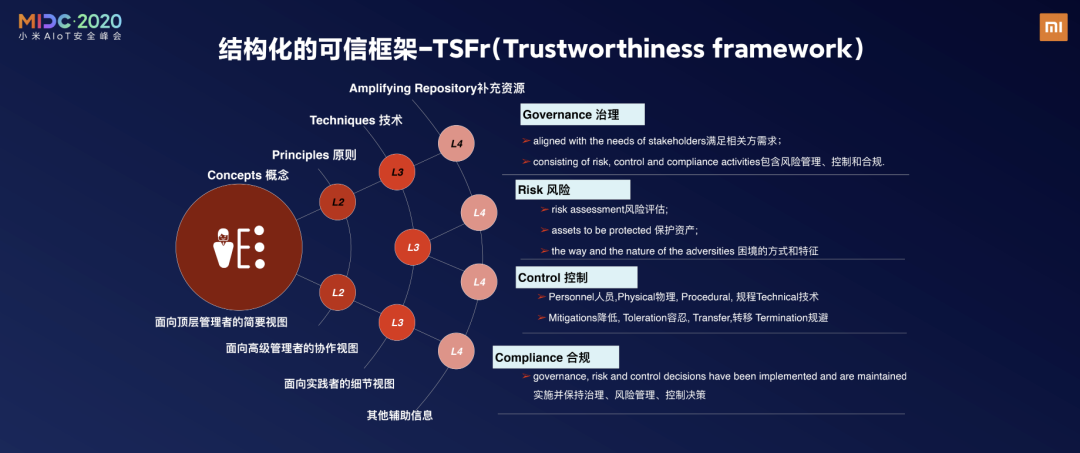 MIDC·2020
小米AIoT安全峰会
MI
结构化的可信框架-TSFr(Trustworthiness framework)
Amplifying Repository补充资源
Techniques 技术
Principles 原则
Concepts 概念
L4
L3
L2
L4
L3
L4
L2
L3
L4
面向顶层管理者的简要视图
面向高级管理者的协作视图
面向实践者的细节视图
其他辅助信息
Governance 治理
➢ aligned with the needs of stakeholders满足相关方需求;
➢ consisting of risk, control and compliance activities包含风险管理、控制和合规.
Risk 风险
➢ risk assessment风险评估;
➢ assets to be protected 保护资产;
➢ the way and the nature of the adversities 困境的方式和特征
Control 控制
➢ Personnel人员,Physical物理, Procedural, 规程Technical技术
➢ Mitigations降低, Toleration容忍, Transfer,转移 Termination规避
Compliance 合规
➢ governance, risk and control decisions have been implemented and are maintained
实施并保持治理、风险管理、控制决策